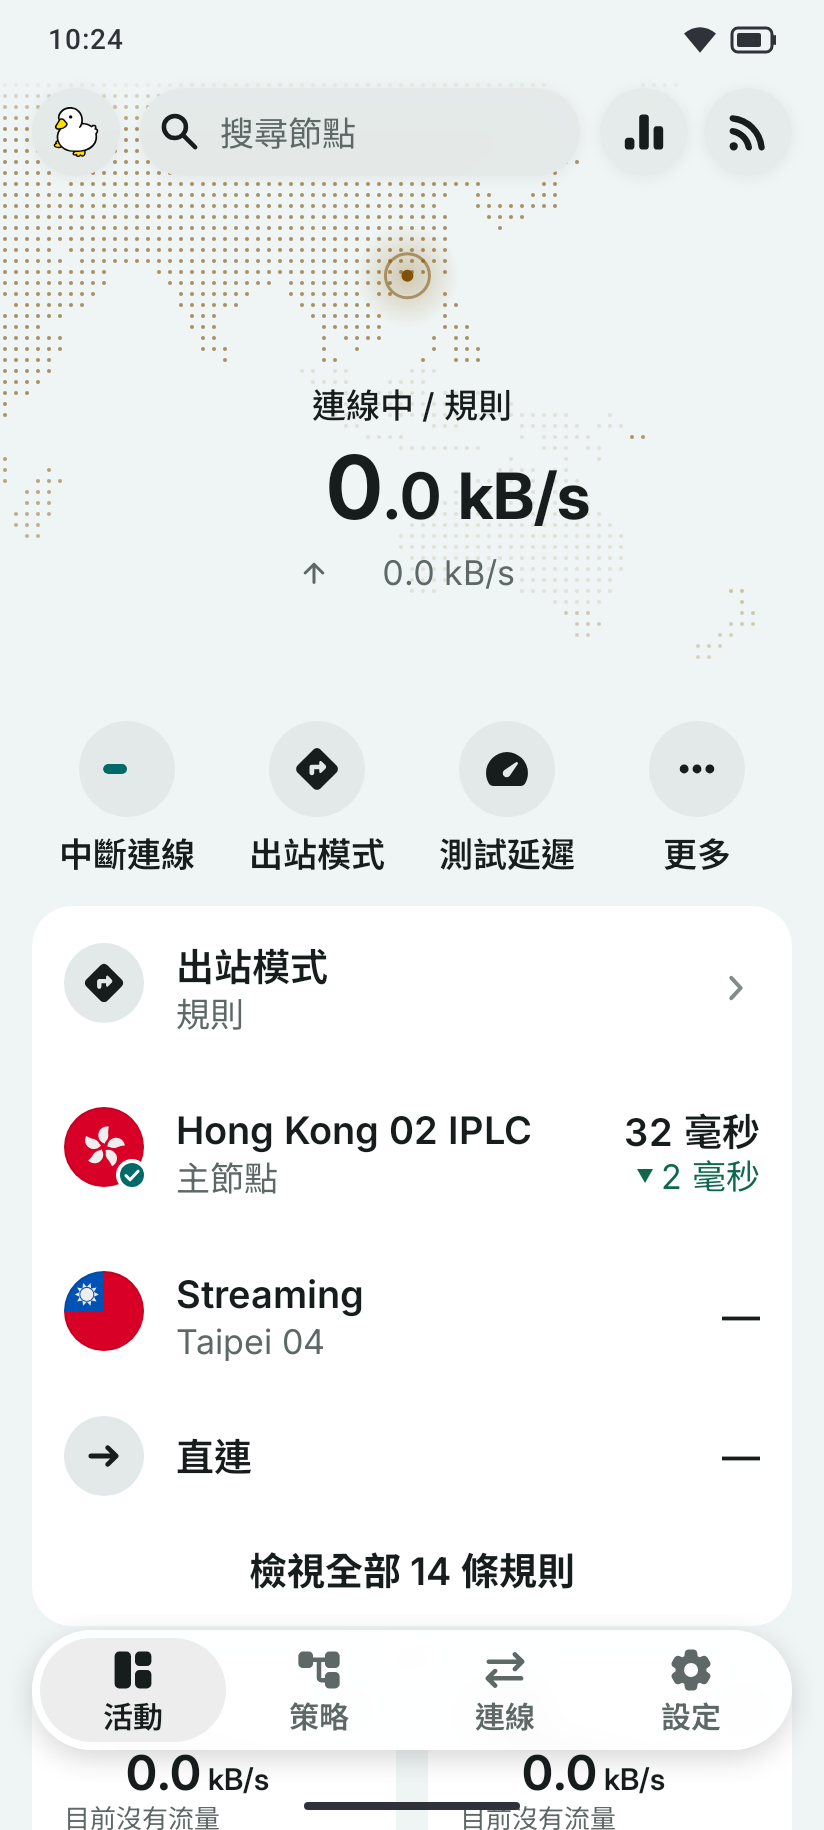 10:24
搜尋節點
連線中 / 規則
0.0 kB/s
0.0 kB/s
中斷連線
出站模式
測試延遲
更多
出站模式
規則
Hong Kong 02 IPLC
32 毫秒
主節點
2 毫秒
Streaming
Taipei 04
—
直連
—
檢視全部 14 條規則
活動
策略
連線
設定
0.0 kB/s
0.0 kB/s
目前沒有流量
目前沒有流量